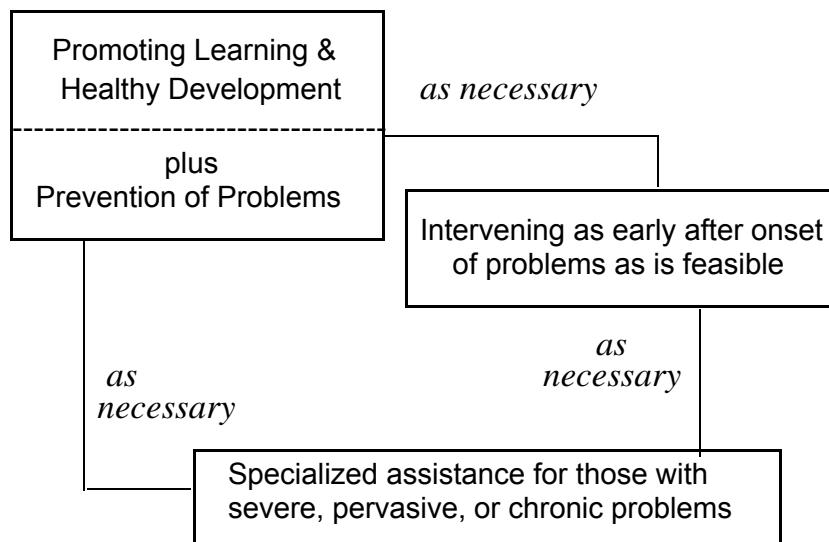 Promoting Learning &
Healthy Development
as necessary
plus
Prevention of Problems
Intervening as early after onset
of problems as is feasible
as
necessary
as
necessary
Specialized assistance for those with
severe, pervasive, or chronic problems